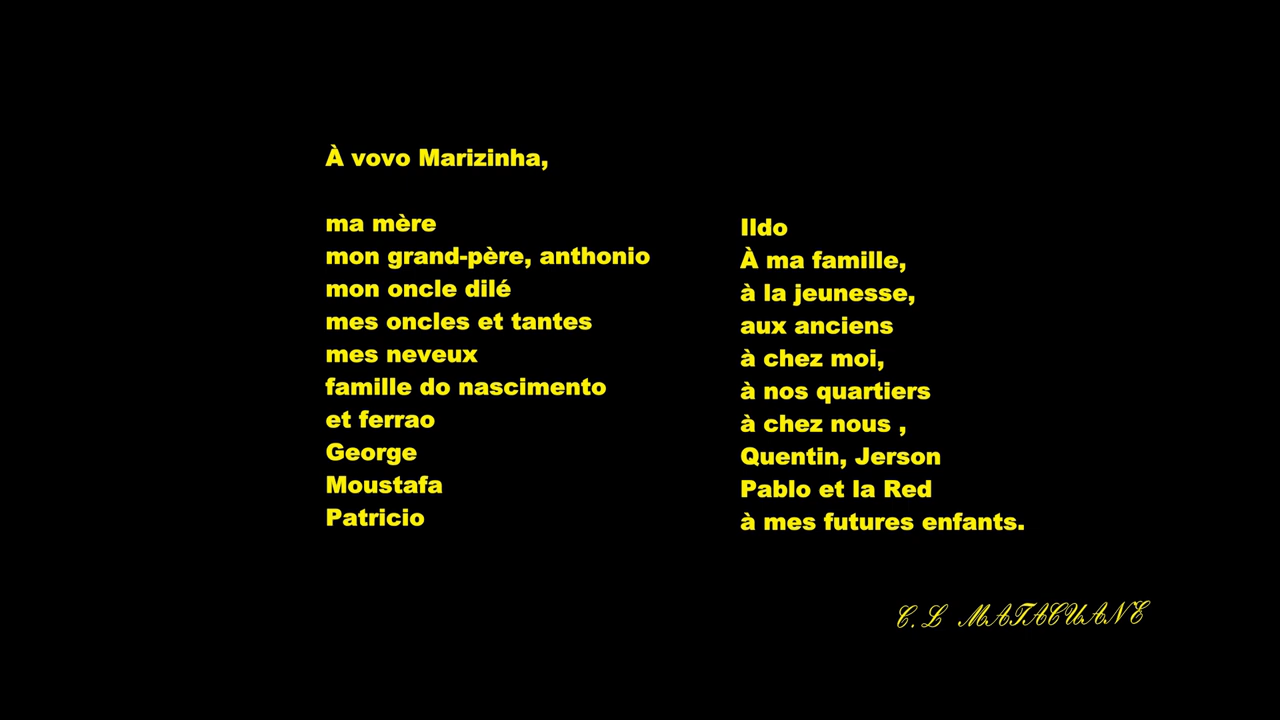 À vovo Marizinha,
ma mère
mon grand-père, anthonio
mon oncle dilé
mes oncles et tantes
mes neveux
famille do nascimento
et ferrao
George
Moustafa
Patricio
Ildo
À ma famille,
à la jeunesse,
aux anciens
à chez moi,
à nos quartiers
à chez nous ,
Quentin, Jerson
Pablo et la Red
à mes futures enfants.
C.L MATACUANE